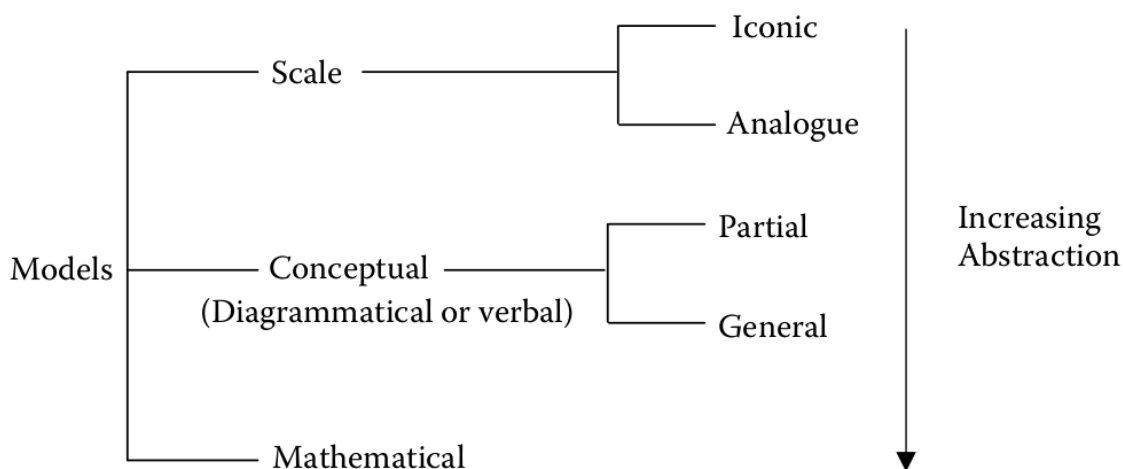 Iconic
Scale
Analogue
Partial
Increasing
Abstraction
Models
Conceptual
(Diagrammatical or verbal)
General
Mathematical